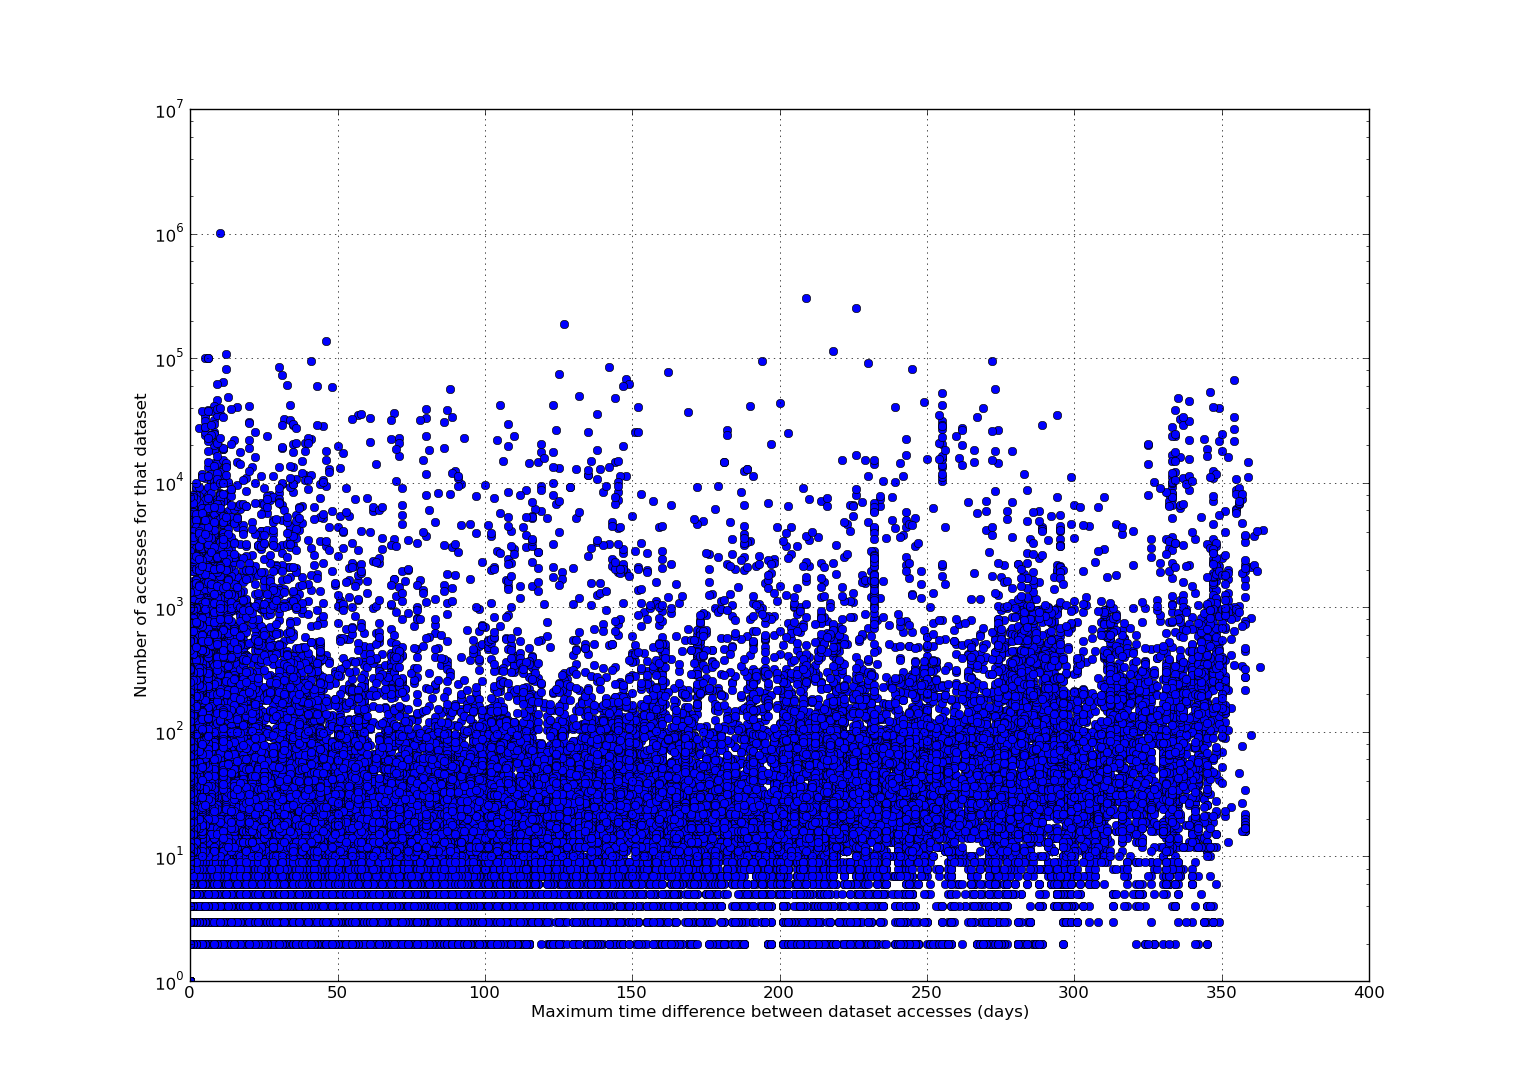 10^7
10^6
10^5
10^4
10^3
10^2
10^1
10^0
Number of accesses for that dataset
0 50 100 150 200 250 300 350 400
Maximum time difference between dataset accesses (days)